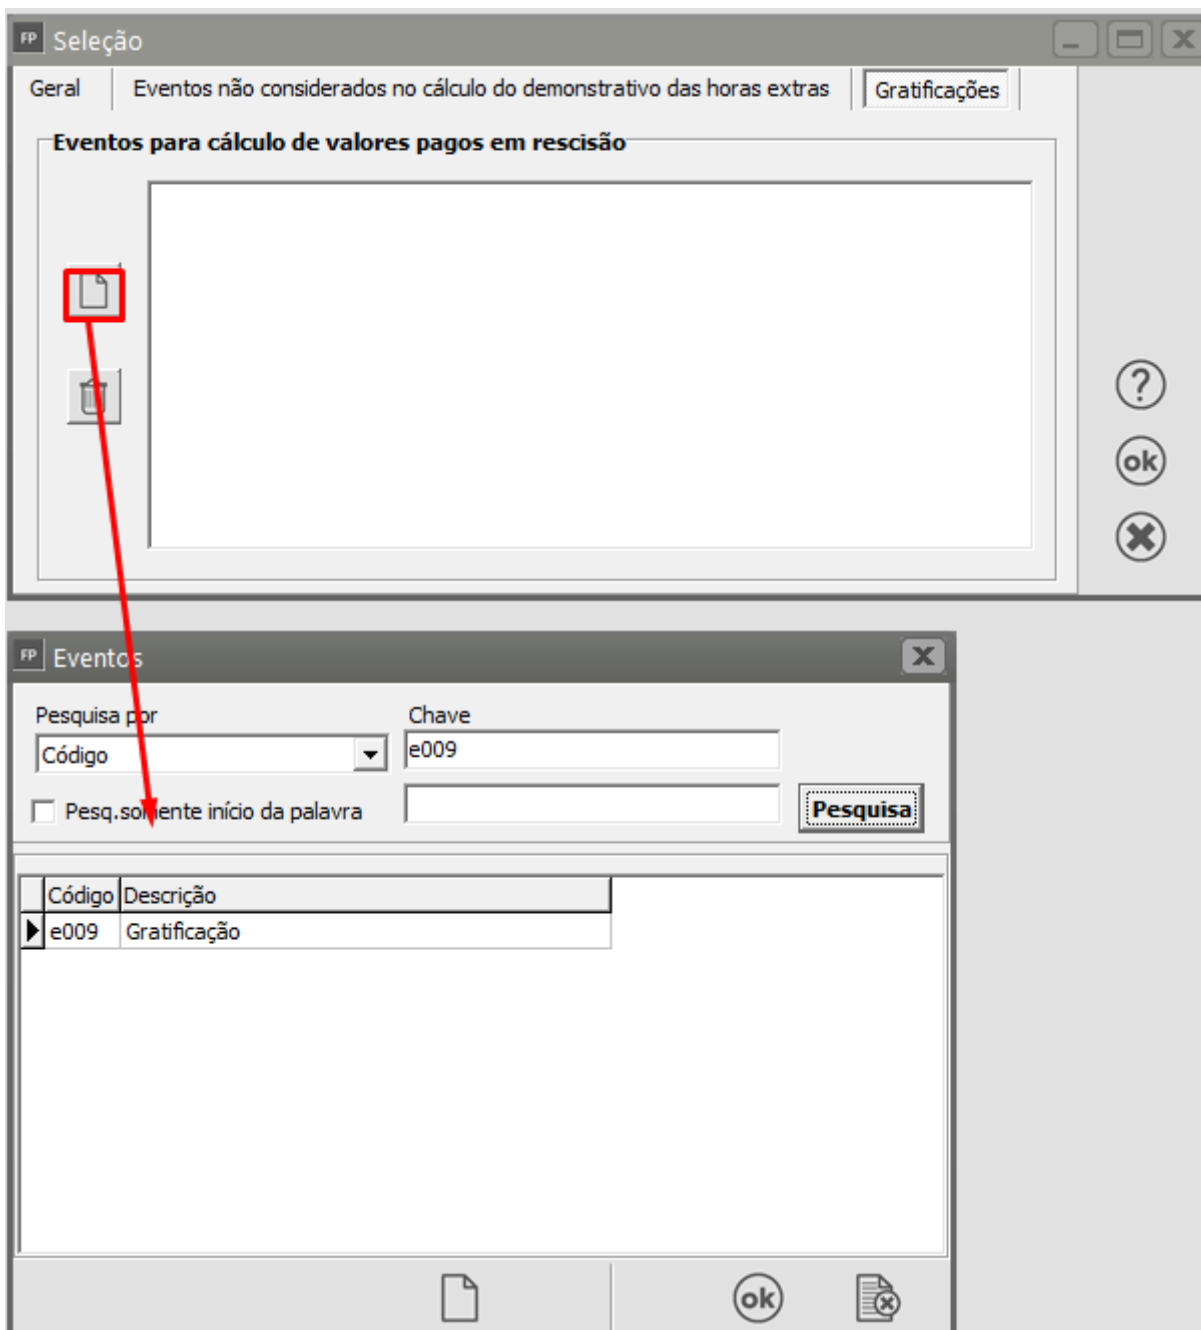 FP Seleção
Geral Eventos não considerados no cálculo do demonstrativo das horas extras Gratificações
Eventos para cálculo de valores pagos em rescisão
?
ok
FP Eventos
Pesquisa por Chave
Código e009
Pesq.somente início da palavra Pesquisa
Código Descrição
e009 Gratificação
ok